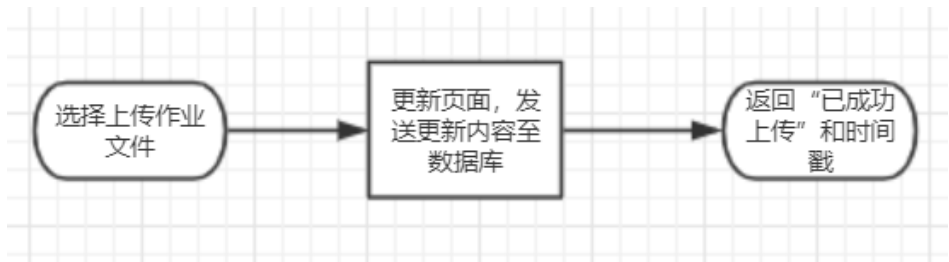 选择上传作业
文件
更新页面，发
送更新内容至
数据库
返回“已成功
上传”和时间
戳